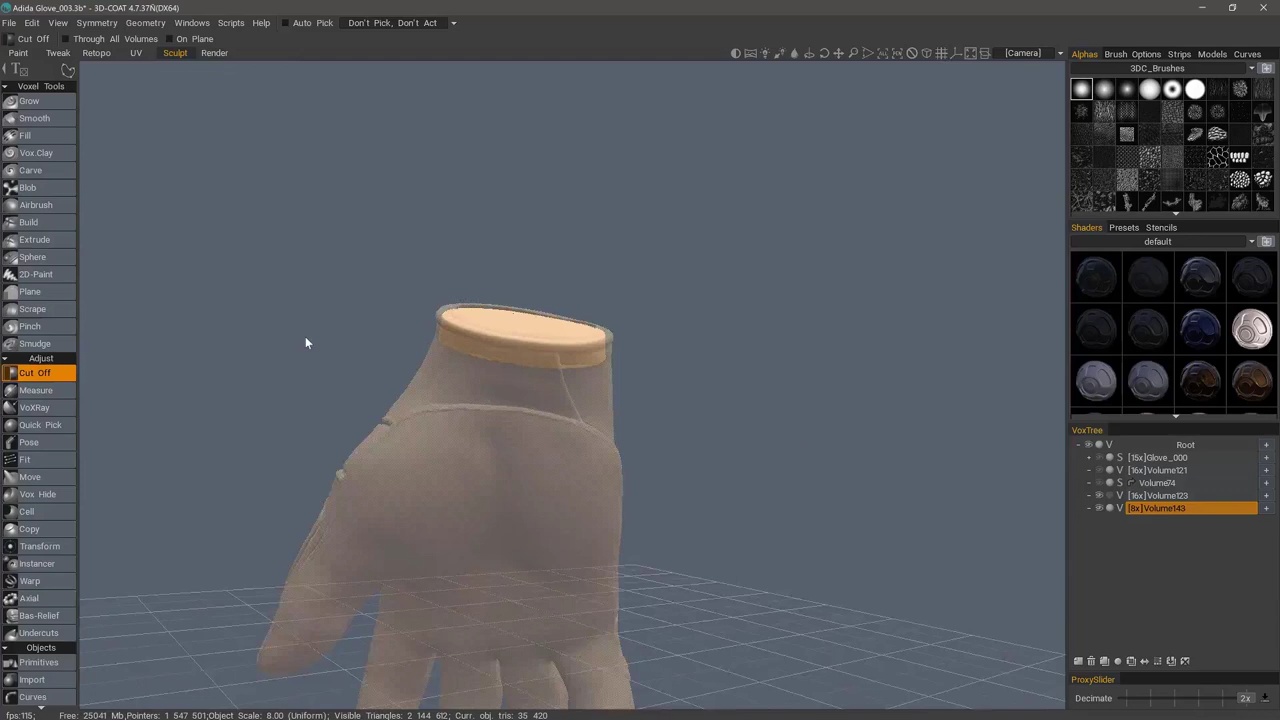 Adida Glove_003.3b* - 3D-COAT 4.7.37Ñ(DX64)
File Edit View Symmetry Geometry Windows Scripts Help Auto Pick Don't Pick, Don't Act
Cut Off Through All Volumes On Plane
Paint Tweak Retopo UV Sculpt Render [Camera]
Voxel Tools
Grow
Smooth
Fill
Vox.Clay
Carve
Blob
Airbrush
Build
Extrude
Sphere
2D-Paint
Plane
Scrape
Pinch
Smudge
Adjust
Cut Off
Measure
VoXRay
Quick Pick
Pose
Fit
Move
Vox Hide
Cell
Copy
Transform
Instancer
Warp
Axial
Bas-Relief
Undercuts
Objects
Primitives
Import
Curves
Alphas Brush Options Strips Models Curves
3DC_Brushes
Shaders Presets Stencils
default
VoxTree
- V Root +
+ S [15x]Glove_000 +
- V [16x]Volume121 +
- S Volume74 +
- V [16x]Volume123 +
- V [8x]Volume143 +
ProxySlider
Decimate 2x
fps:115; Free: 25041 Mb,Pointers: 1 547 501;Object Scale: 8.00 (Uniform); Visible Triangles: 2 144 612; Curr. obj. tris: 35 420